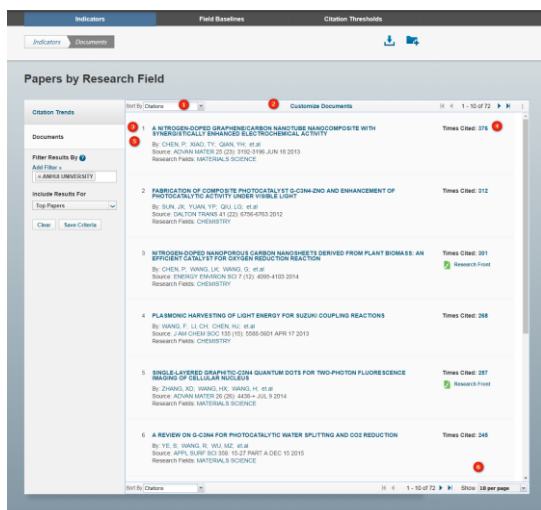 Indicators
Field Baselines
Citation Thresholds
Indicators
Documents
Papers by Research Field
Citation Trends
Documents
Filter Results By
Add Filter »
× ANHUI UNIVERSITY
Include Results For
Top Papers
Clear
Save Criteria
Sort By Citations
1
2
Customize Documents
1 - 10 of 72
3
1
A NITROGEN-DOPED GRAPHENE/CARBON NANOTUBE NANOCOMPOSITE WITH
SYNERGISTICALLY ENHANCED ELECTROCHEMICAL ACTIVITY
Times Cited: 376
4
5
By: CHEN, P; XIAO, TY; QIAN, YH; et.al
Source: ADVAN MATER 25 (23): 3192-3196 JUN 18 2013
Research Fields: MATERIALS SCIENCE
2
FABRICATION OF COMPOSITE PHOTOCATALYST G-C3N4-ZNO AND ENHANCEMENT OF
PHOTOCATALYTIC ACTIVITY UNDER VISIBLE LIGHT
Times Cited: 312
By: SUN, JX; YUAN, YP; QIU, LG; et.al
Source: DALTON TRANS 41 (22): 6756-6763 2012
Research Fields: CHEMISTRY
3
NITROGEN-DOPED NANOPOROUS CARBON NANOSHEETS DERIVED FROM PLANT BIOMASS: AN
EFFICIENT CATALYST FOR OXYGEN REDUCTION REACTION
Times Cited: 301
Research Front
By: CHEN, P; WANG, LK; WANG, G; et.al
Source: ENERGY ENVIRON SCI 7 (12): 4095-4103 2014
Research Fields: CHEMISTRY
4
PLASMONIC HARVESTING OF LIGHT ENERGY FOR SUZUKI COUPLING REACTIONS
Times Cited: 268
By: WANG, F; LI, CH; CHEN, HJ; et.al
Source: J AM CHEM SOC 135 (15): 5588-5601 APR 17 2013
Research Fields: CHEMISTRY
5
SINGLE-LAYERED GRAPHITIC-C3N4 QUANTUM DOTS FOR TWO-PHOTON FLUORESCENCE
IMAGING OF CELLULAR NUCLEUS
Times Cited: 257
Research Front
By: ZHANG, XD; WANG, HX; WANG, H; et.al
Source: ADVAN MATER 26 (26): 4438-+ JUL 9 2014
Research Fields: MATERIALS SCIENCE
6
A REVIEW ON G-C3N4 FOR PHOTOCATALYTIC WATER SPLITTING AND CO2 REDUCTION
Times Cited: 245
By: YE, S; WANG, R; WU, MZ; et.al
Source: APPL SURF SCI 358: 15-27 PART A DEC 15 2015
Research Fields: MATERIALS SCIENCE
6
Sort By Citations
1 - 10 of 72
Show 10 per page